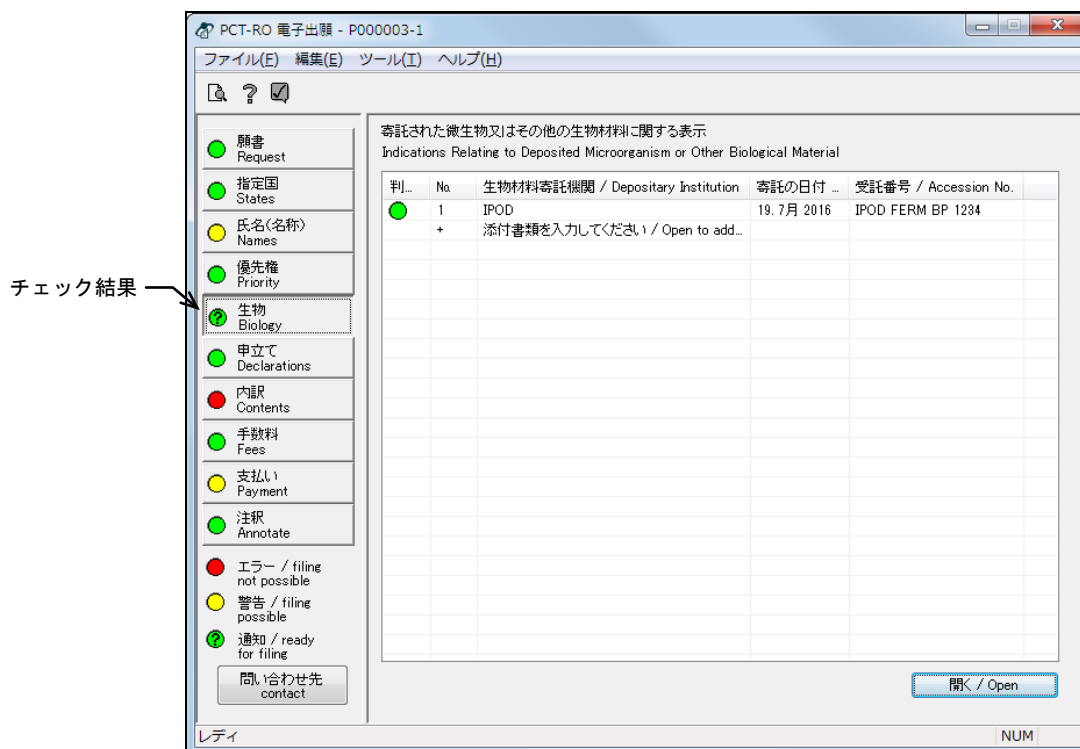 PCT-RO 電子出願 - P000003-1
ファイル(F) 編集(E) ツール(T) ヘルプ(H)
願書
Request
指定国
States
氏名(名称)
Names
優先権
Priority
チェック結果
生物
Biology
申立て
Declarations
内訳
Contents
手数料
Fees
支払い
Payment
注釈
Annotate
エラー / filing
not possible
警告 / filing
possible
通知 / ready
for filing
問い合わせ先
contact
寄託された微生物又はその他の生物材料に関する表示
Indications Relating to Deposited Microorganism or Other Biological Material
判... No. 生物材料寄託機関 / Depositary Institution 寄託の日付 ... 受託番号 / Accession No.
1 IPOD 19. 7月 2016 IPOD FERM BP 1234
+ 添付書類を入力してください / Open to add...
開く / Open
レディ NUM